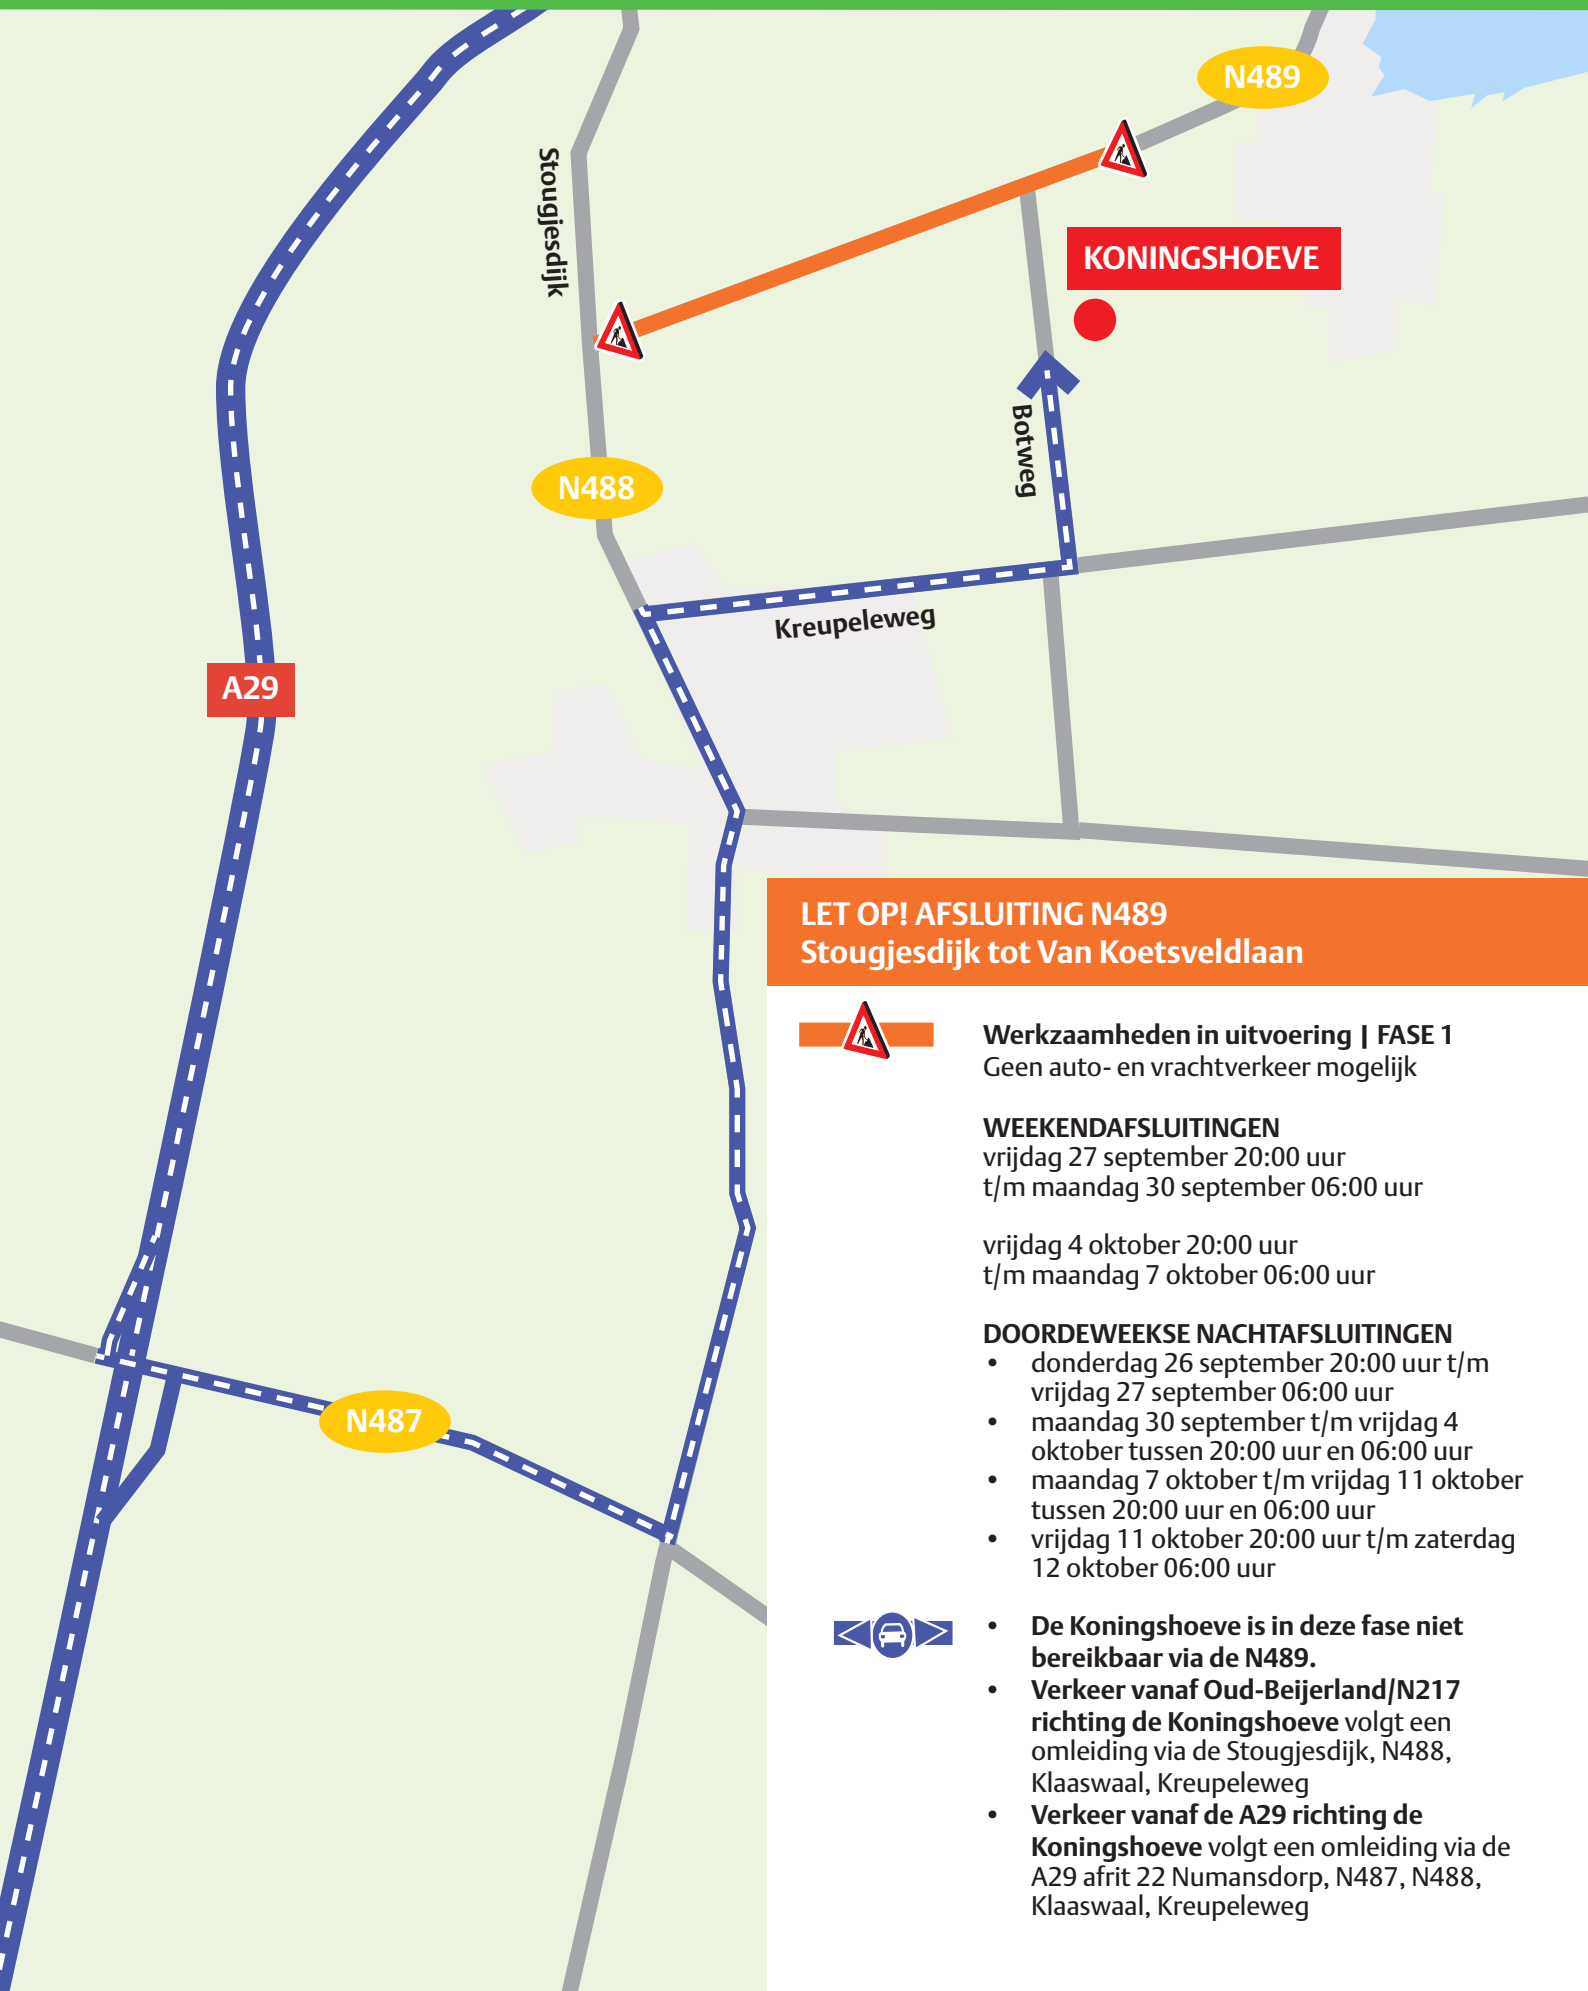 N489
Stougjesdijk
KONINGSHOEVE
Botweg
N488
Kreupeleweg
A29
N487
LET OP! AFSLUITING N489
Stougjesdijk tot Van Koetsveldlaan
Werkzaamheden in uitvoering | FASE 1
Geen auto- en vrachtverkeer mogelijk
WEEKENDAFSLUITINGEN
vrijdag 27 september 20:00 uur
t/m maandag 30 september 06:00 uur
vrijdag 4 oktober 20:00 uur
t/m maandag 7 oktober 06:00 uur
DOORDEWEEKSE NACHTAFSLUITINGEN
• donderdag 26 september 20:00 uur t/m
vrijdag 27 september 06:00 uur
• maandag 30 september t/m vrijdag 4
oktober tussen 20:00 uur en 06:00 uur
• maandag 7 oktober t/m vrijdag 11 oktober
tussen 20:00 uur en 06:00 uur
• vrijdag 11 oktober 20:00 uur t/m zaterdag
12 oktober 06:00 uur
• De Koningshoeve is in deze fase niet
bereikbaar via de N489.
• Verkeer vanaf Oud-Beijerland/N217
richting de Koningshoeve volgt een
omleiding via de Stougjesdijk, N488,
Klaaswaal, Kreupeleweg
• Verkeer vanaf de A29 richting de
Koningshoeve volgt een omleiding via de
A29 afrit 22 Numansdorp, N487, N488,
Klaaswaal, Kreupeleweg